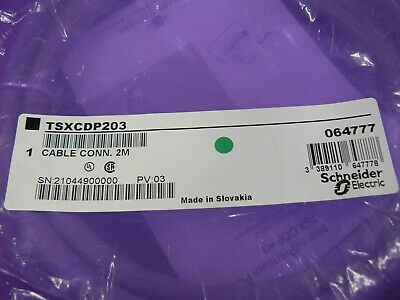 TSXCDP203
064777
1 CABLE CONN. 2M
3 389110 647778
Schneider
Electric
SN:21044900000 PV:03
Made in Slovakia